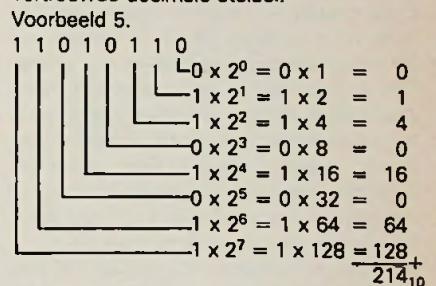 Voorbeeld 5.
1 1 0 1 0 1 1 0
0 x 2⁰ = 0 x 1 = 0
1 x 2¹ = 1 x 2 = 1
1 x 2² = 1 x 4 = 4
0 x 2³ = 0 x 8 = 0
1 x 2⁴ = 1 x 16 = 16
0 x 2⁵ = 0 x 32 = 0
1 x 2⁶ = 1 x 64 = 64
1 x 2⁷ = 1 x 128 = 128 +
214₁₀